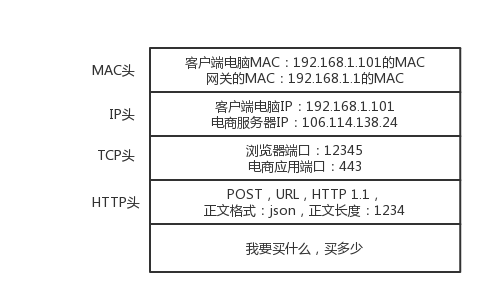 MAC头
客户端电脑MAC：192.168.1.101的MAC
网关的MAC：192.168.1.1的MAC
IP头
客户端电脑IP：192.168.1.101
电商服务器IP：106.114.138.24
TCP头
浏览器端口：12345
电商应用端口：443
HTTP头
POST，URL，HTTP 1.1，
正文格式：json，正文长度：1234
我要买什么，买多少